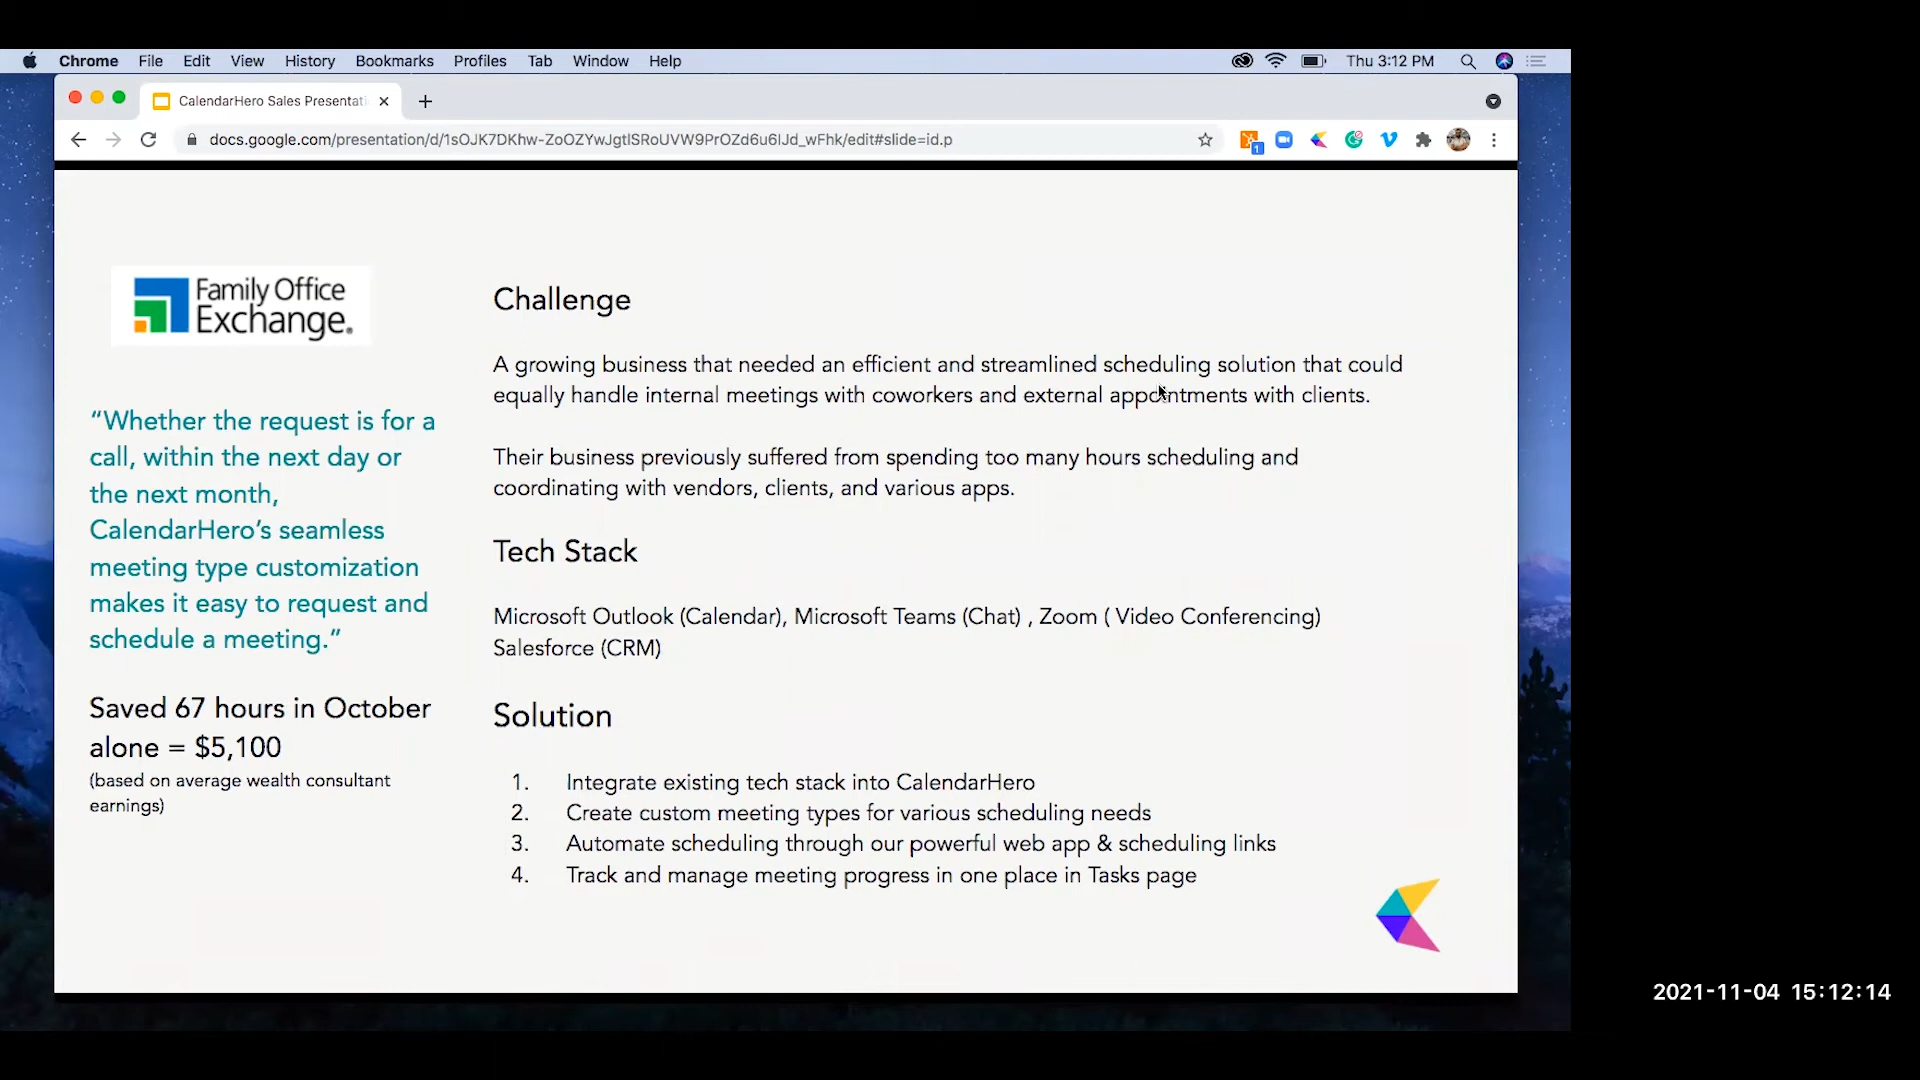 Chrome File Edit View History Bookmarks Profiles Tab Window Help Thu 3:12 PM
CalendarHero Sales Presentati
docs.google.com/presentation/d/1sOJK7DKhw-ZoOZYwJgtlSRoUVW9PrOZd6u6lJd_wFhk/edit#slide=id.p
1
Family Office
Exchange.
“Whether the request is for a
call, within the next day or
the next month,
CalendarHero’s seamless
meeting type customization
makes it easy to request and
schedule a meeting.”
Saved 67 hours in October
alone = $5,100
(based on average wealth consultant
earnings)
Challenge
A growing business that needed an efficient and streamlined scheduling solution that could
equally handle internal meetings with coworkers and external appointments with clients.
Their business previously suffered from spending too many hours scheduling and
coordinating with vendors, clients, and various apps.
Tech Stack
Microsoft Outlook (Calendar), Microsoft Teams (Chat) , Zoom ( Video Conferencing)
Salesforce (CRM)
Solution
1. Integrate existing tech stack into CalendarHero
2. Create custom meeting types for various scheduling needs
3. Automate scheduling through our powerful web app & scheduling links
4. Track and manage meeting progress in one place in Tasks page
2021-11-04 15:12:14